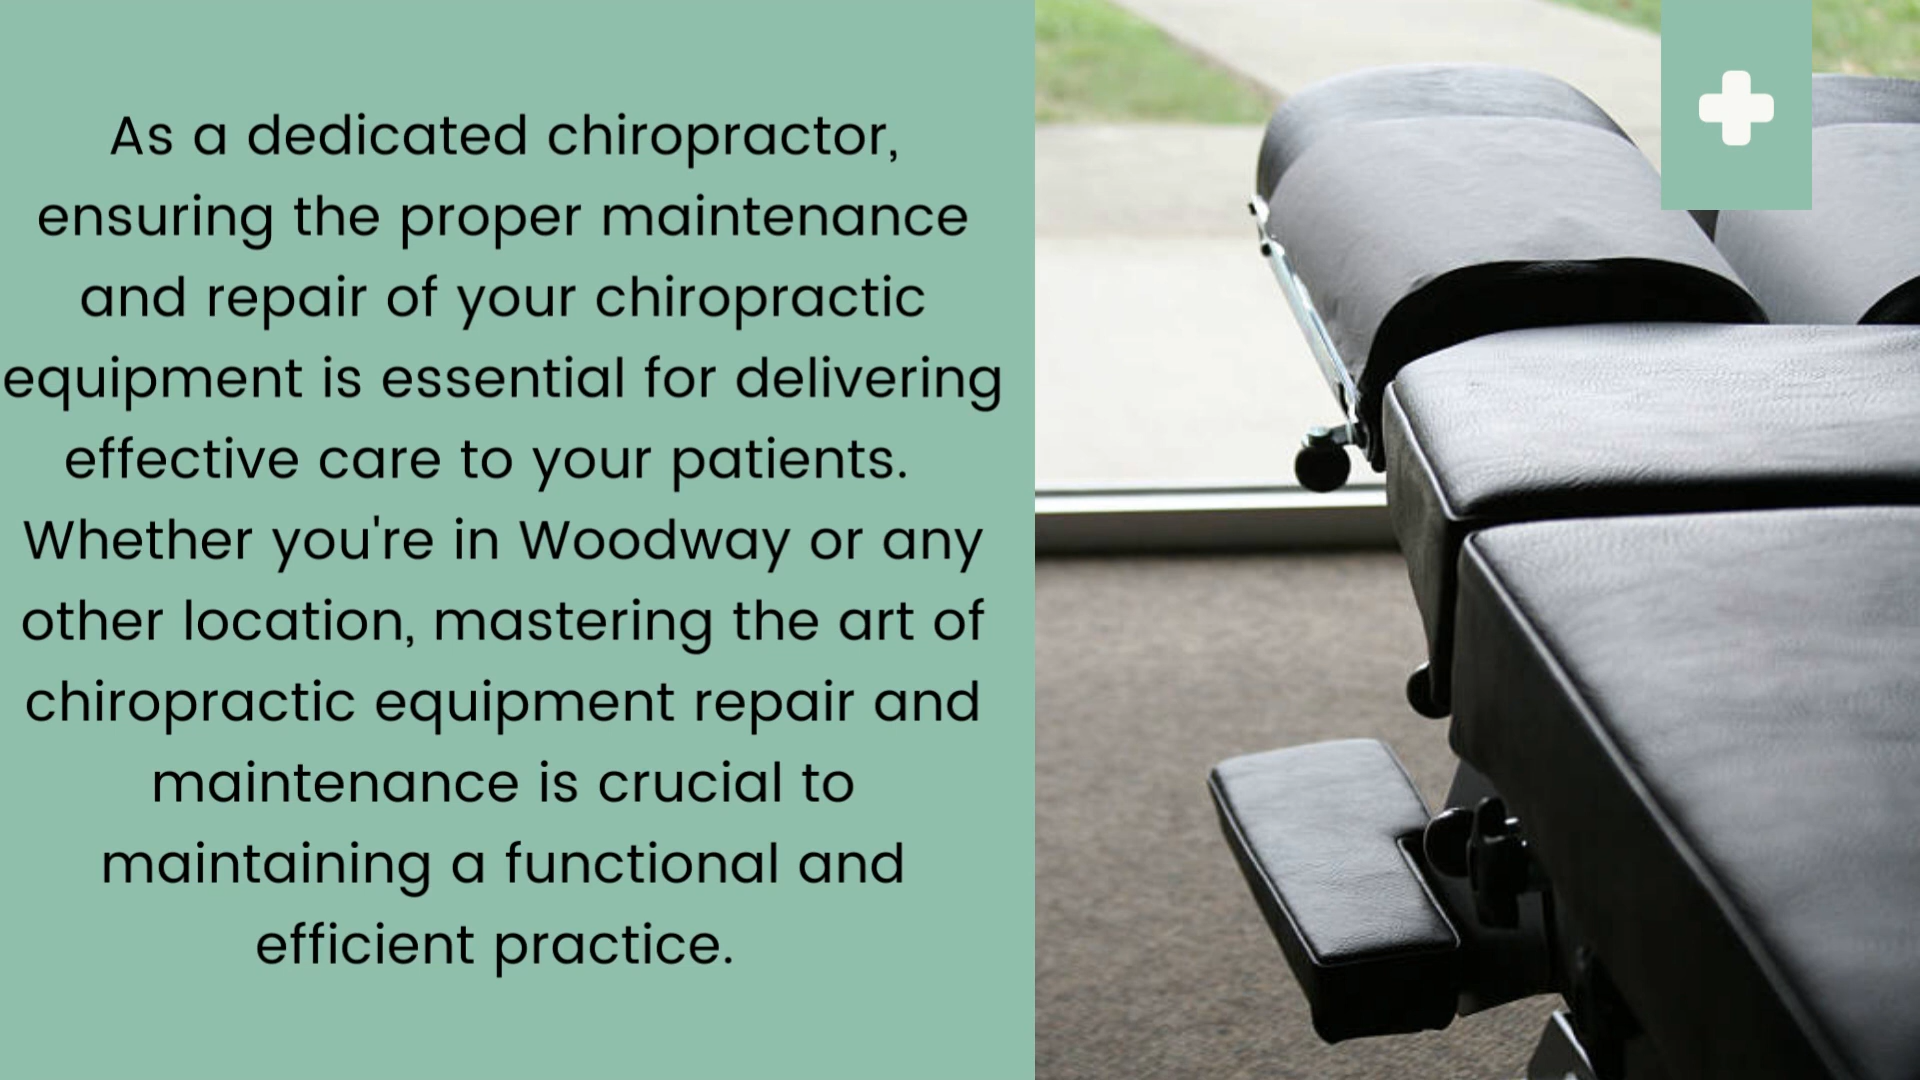 As a dedicated chiropractor,
ensuring the proper maintenance
and repair of your chiropractic
equipment is essential for delivering
effective care to your patients.
Whether you're in Woodway or any
other location, mastering the art of
chiropractic equipment repair and
maintenance is crucial to
maintaining a functional and
efficient practice.